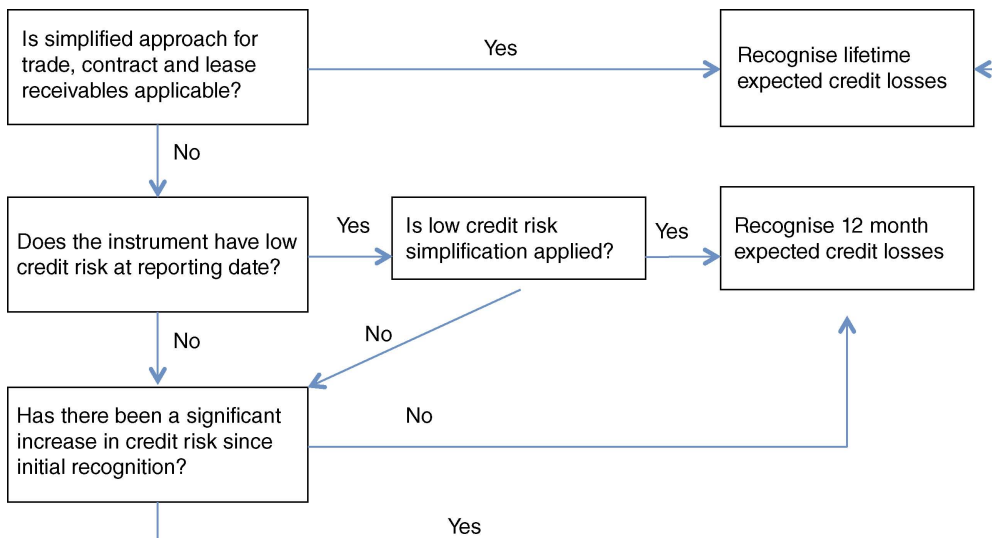 Is simplified approach for
trade, contract and lease
receivables applicable?
Yes
Recognise lifetime
expected credit losses
No
Does the instrument have low
credit risk at reporting date?
Yes
Is low credit risk
simplification applied?
Yes
Recognise 12 month
expected credit losses
No
No
Has there been a significant
increase in credit risk since
initial recognition?
No
Yes